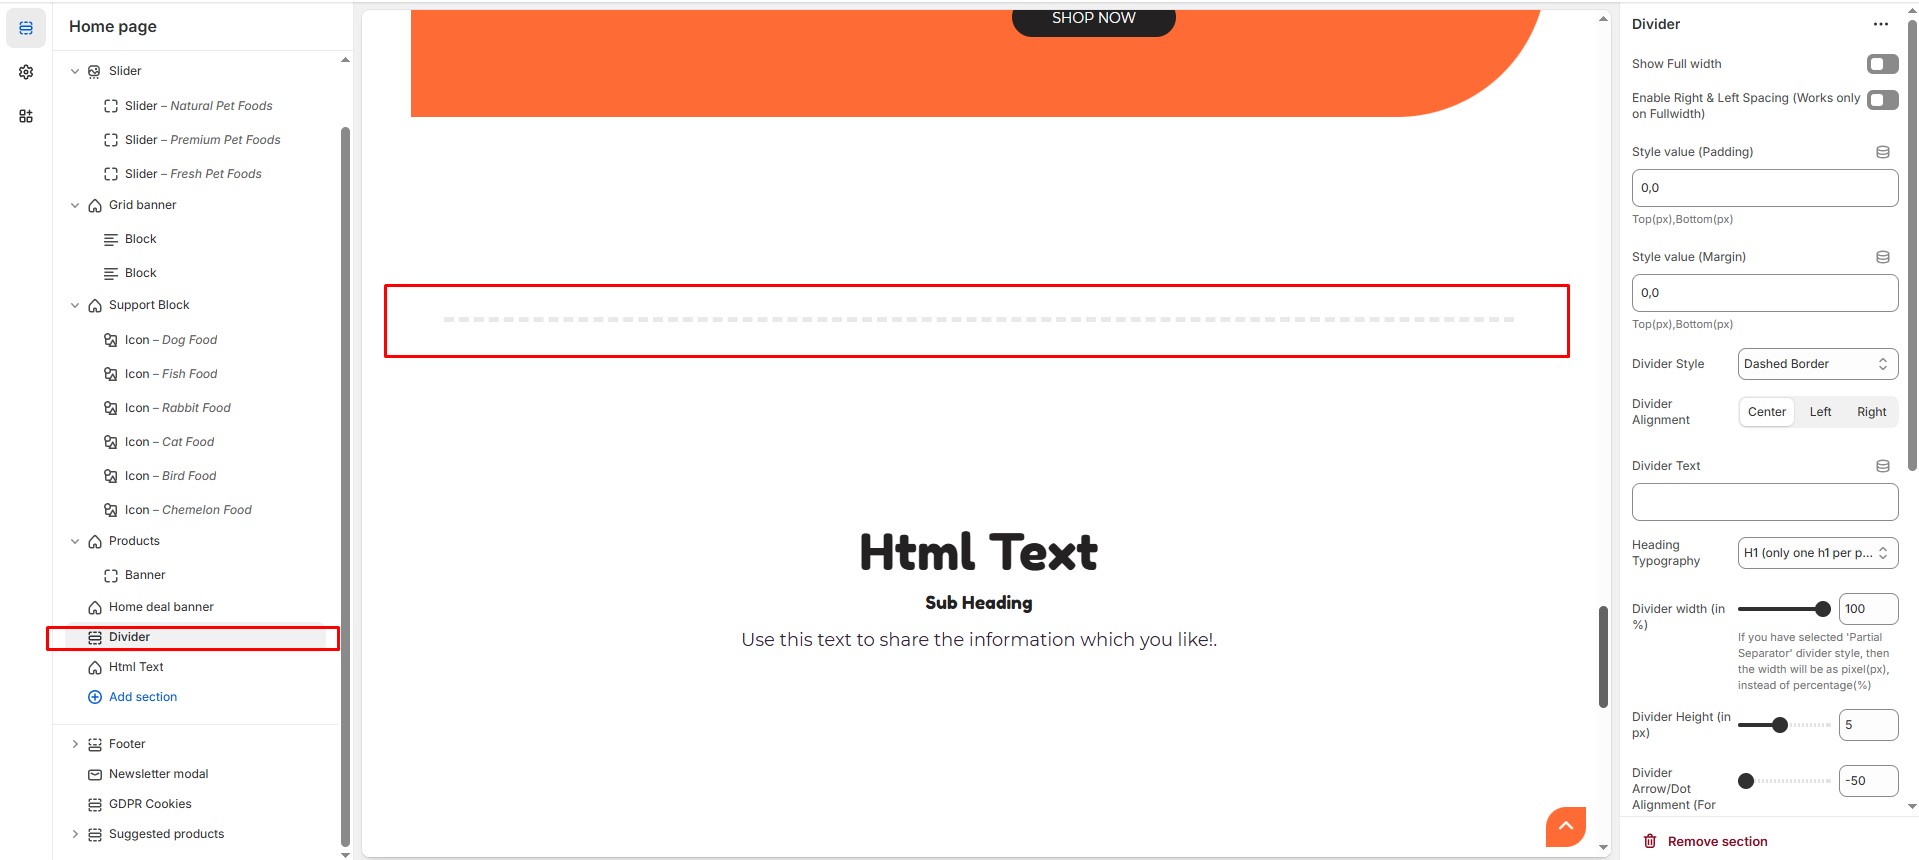 Home page
Slider
Slider – Natural Pet Foods
Slider – Premium Pet Foods
Slider – Fresh Pet Foods
Grid banner
Block
Block
Support Block
Icon – Dog Food
Icon – Fish Food
Icon – Rabbit Food
Icon – Cat Food
Icon – Bird Food
Icon – Chemelon Food
Products
Banner
Home deal banner
Divider
Html Text
Add section
Footer
Newsletter modal
GDPR Cookies
Suggested products
SHOP NOW
Html Text
Sub Heading
Use this text to share the information which you like!.
Divider
Show Full width
Enable Right & Left Spacing (Works only
on Fullwidth)
Style value (Padding)
0,0
Top(px),Bottom(px)
Style value (Margin)
0,0
Top(px),Bottom(px)
Divider Style
Dashed Border
Divider
Alignment
Center Left Right
Divider Text
Heading
Typography
H1 (only one h1 per p...
Divider width (in
%)
100
If you have selected 'Partial
Separator' divider style, then
the width will be as pixel(px),
instead of percentage(%)
Divider Height (in
px)
5
Divider
Arrow/Dot
Alignment (For
-50
Remove section